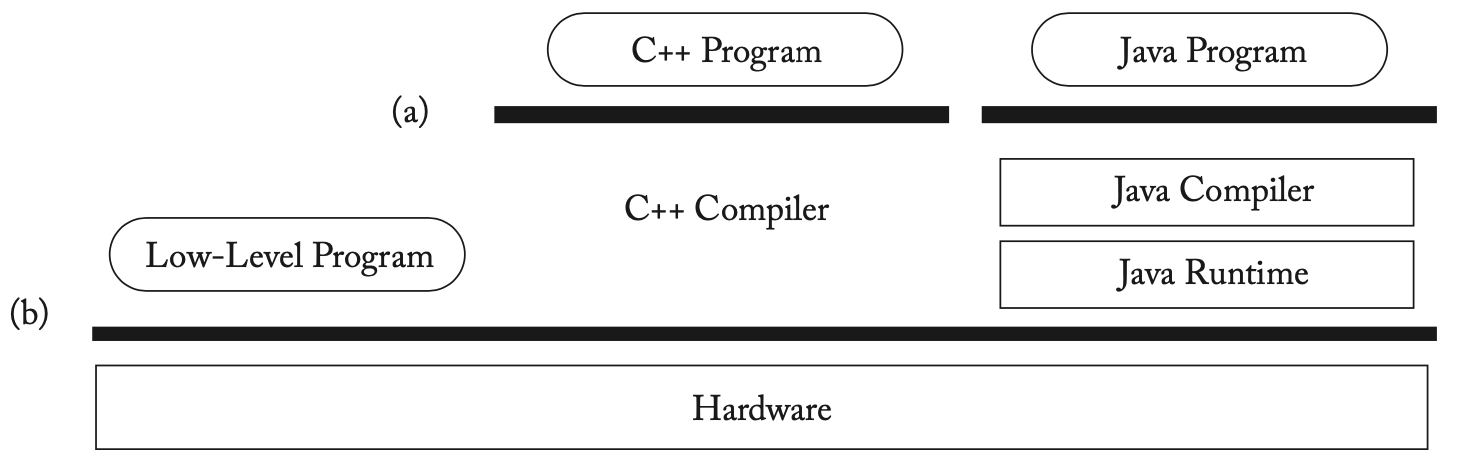 C++ Program
Java Program
(a)
C++ Compiler
Java Compiler
Low-Level Program
Java Runtime
(b)
Hardware